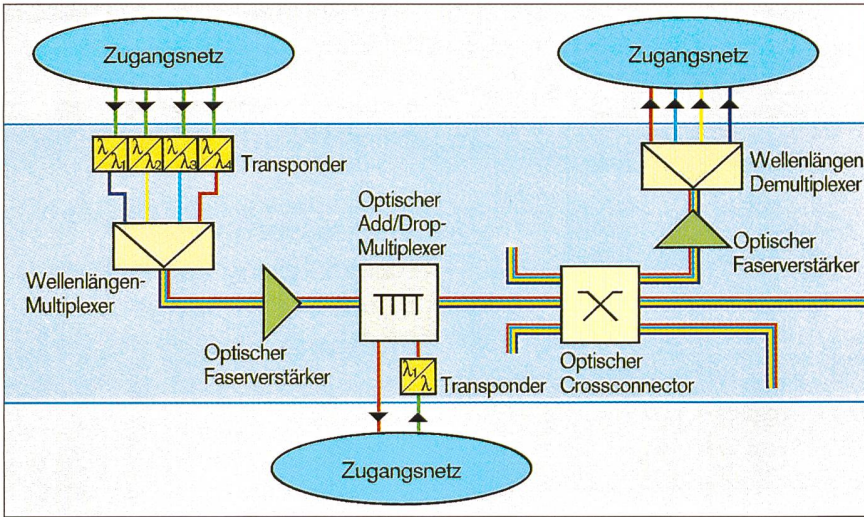 Zugangsnetz
Zugangsnetz
λ/λ1 λ/λ2 λ/λ3 λ/λ4
Transponder
Wellenlängen-
Demultiplexer
Optischer
Add/Drop-
Multiplexer
Optischer
Faserverstärker
Wellenlängen-
Multiplexer
Optischer
Faserverstärker
λ1/λ
Transponder
Optischer
Crossconnector
Zugangsnetz